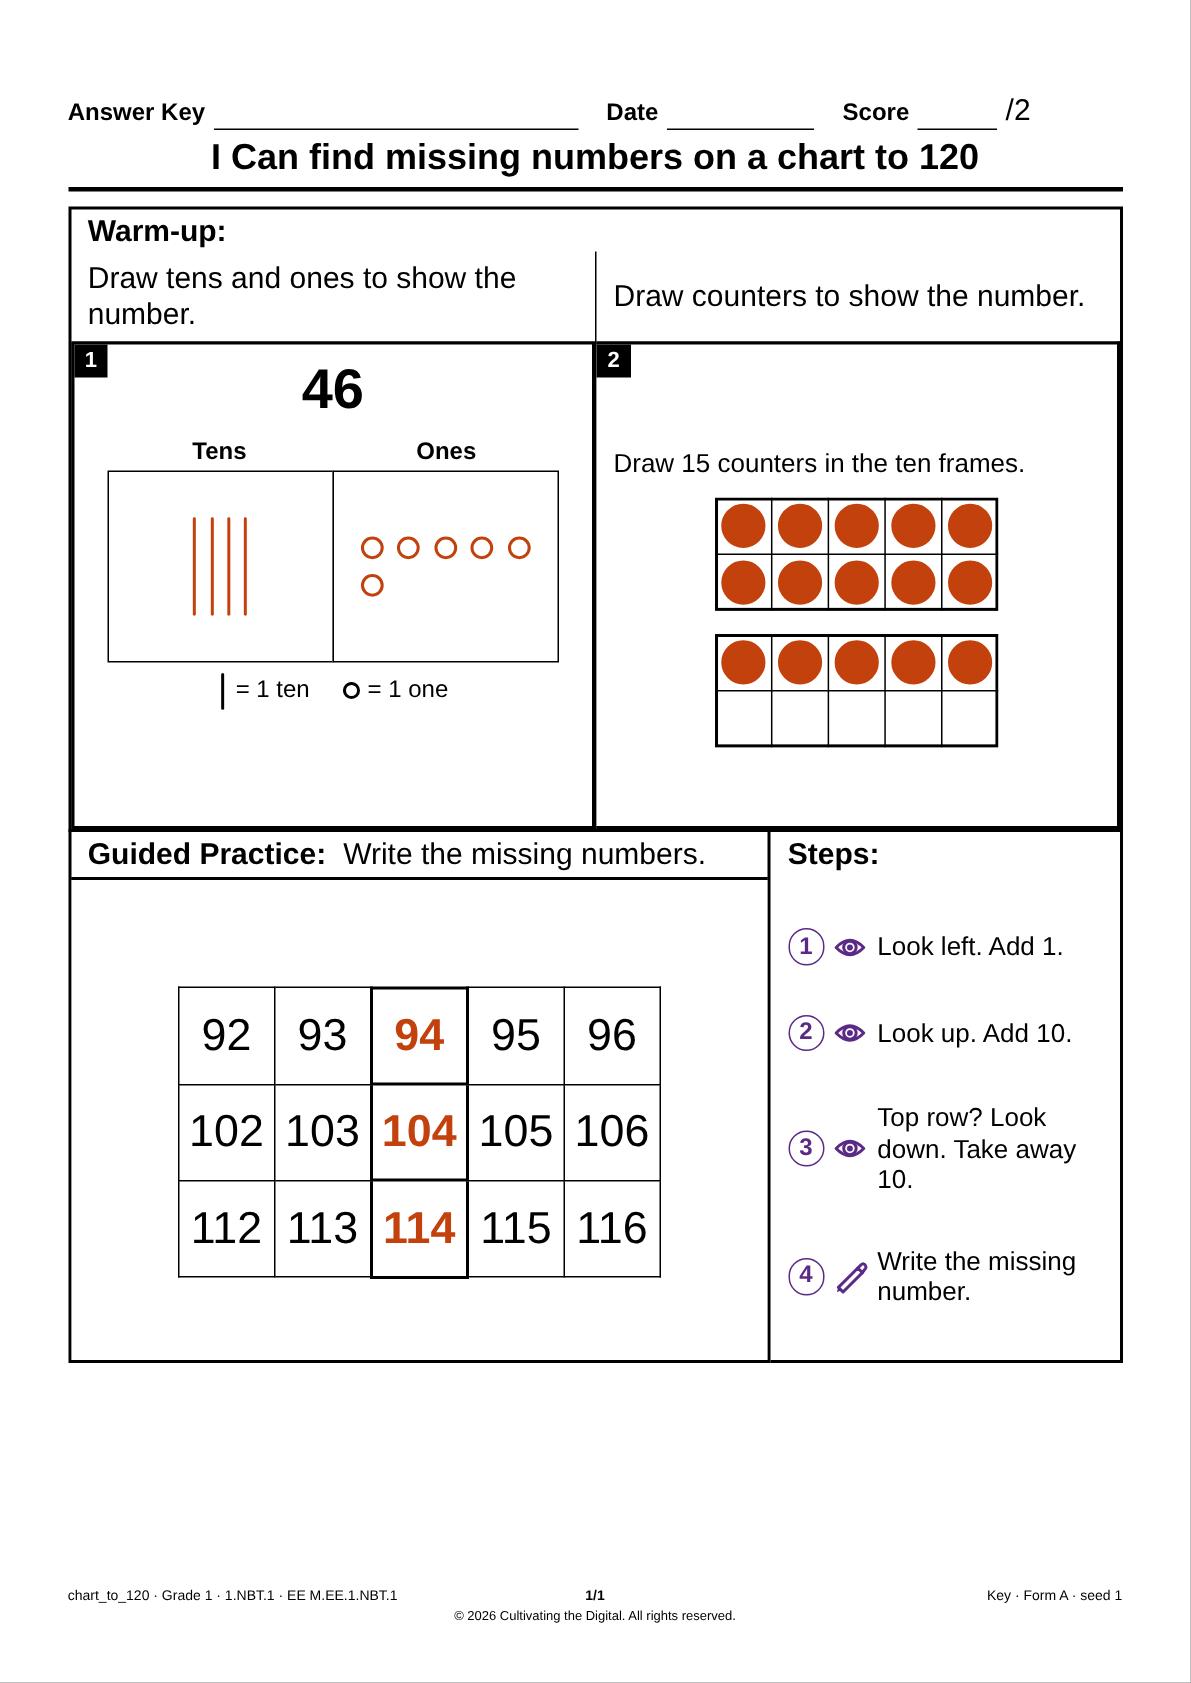 Answer Key Date Score /2
I Can find missing numbers on a chart to 120
Warm-up:
Draw tens and ones to show the
number.
Draw counters to show the number.
1
46
Tens Ones
= 1 ten = 1 one
2
Draw 15 counters in the ten frames.
Guided Practice: Write the missing numbers.
92 93 94 95 96
102 103 104 105 106
112 113 114 115 116
Steps:
1 Look left. Add 1.
2 Look up. Add 10.
3 Top row? Look
down. Take away
10.
4 Write the missing
number.
chart_to_120 · Grade 1 · 1.NBT.1 · EE M.EE.1.NBT.1 1/1 Key · Form A · seed 1
© 2026 Cultivating the Digital. All rights reserved.